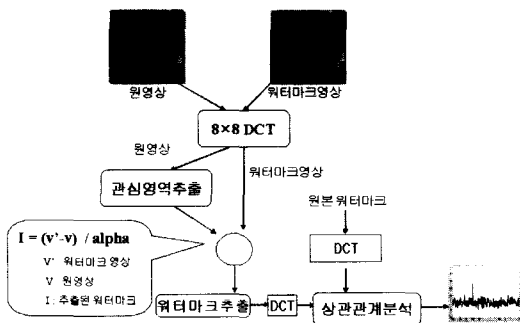 원영상
워터마크영상
8×8 DCT
원영상
워터마크영상
관심영역추출
원본 워터마크
I = (v'-v) / alpha
V' 워터마크 영상
V 원영상
I : 추출된 워터마크
DCT
워터마크추출
DCT
상관관계분석